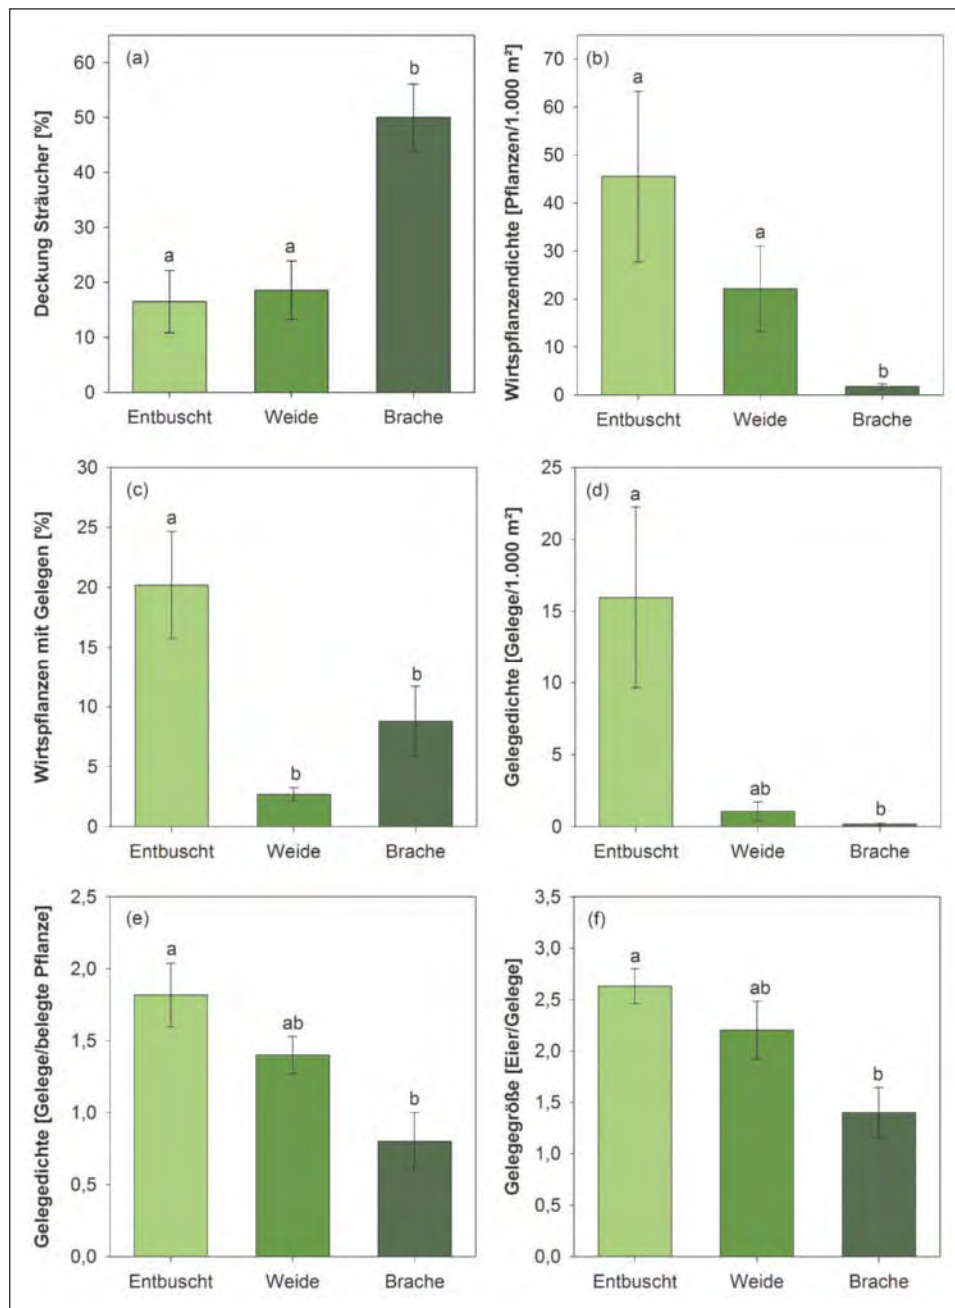 (a)
Deckung Sträucher [%]
60
50
40
30
20
10
0
a
a
b
Entbuscht Weide Brache
(b)
Wirtspflanzendichte [Pflanzen/1.000 m²]
70
60
50
40
30
20
10
0
a
a
b
Entbuscht Weide Brache
(c)
Wirtspflanzen mit Gelegen [%]
30
25
20
15
10
5
0
a
b
b
Entbuscht Weide Brache
(d)
Gelegedichte [Gelege/1.000 m²]
25
20
15
10
5
0
a
ab
b
Entbuscht Weide Brache
(e)
Gelegedichte [Gelege/belegte Pflanze]
2,5
2,0
1,5
1,0
0,5
0,0
a
ab
b
Entbuscht Weide Brache
(f)
Gelegegröße [Eier/Gelege]
3,5
3,0
2,5
2,0
1,5
1,0
0,5
0,0
a
ab
b
Entbuscht Weide Brache